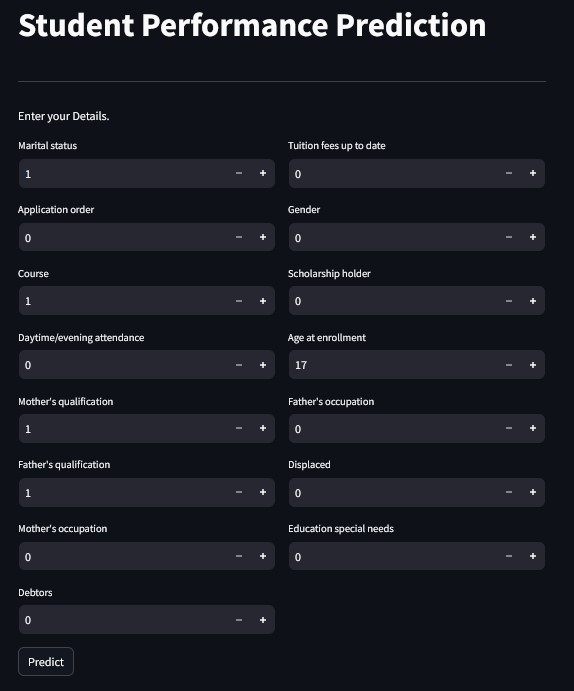 Student Performance Prediction
Enter your Details.
Marital status
1 − +
Tuition fees up to date
0 − +
Application order
0 − +
Gender
0 − +
Course
1 − +
Scholarship holder
0 − +
Daytime/evening attendance
0 − +
Age at enrollment
17 − +
Mother's qualification
1 − +
Father's occupation
0 − +
Father's qualification
1 − +
Displaced
0 − +
Mother's occupation
0 − +
Education special needs
0 − +
Debtors
0 − +
Predict